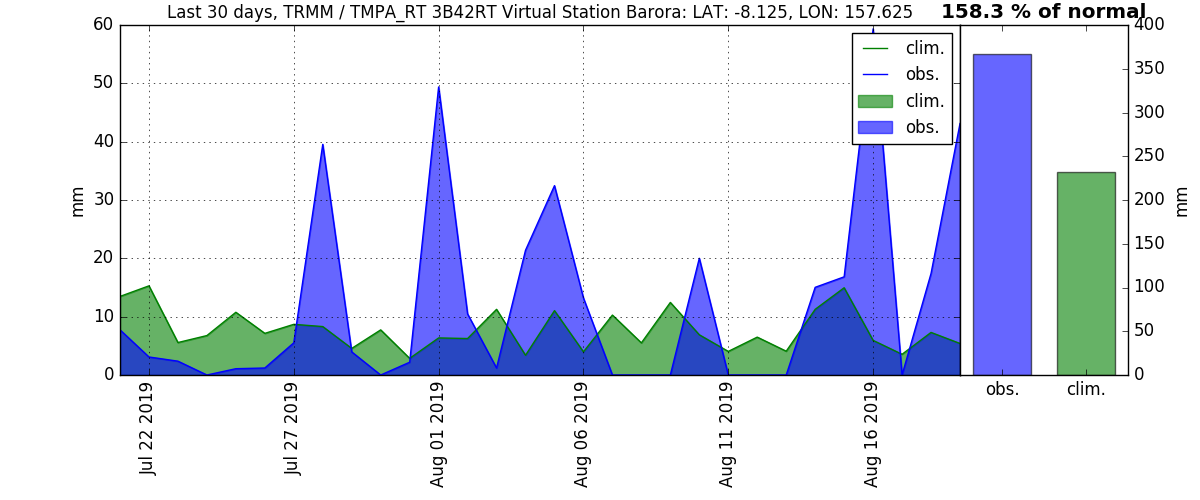 Last 30 days, TRMM / TMPA_RT 3B42RT Virtual Station Barora: LAT: -8.125, LON: 157.625
158.3 % of normal
60
50
40
30
20
10
0
mm
clim.
obs.
clim.
obs.
Jul 22 2019
Jul 27 2019
Aug 01 2019
Aug 06 2019
Aug 11 2019
Aug 16 2019
400
350
300
250
200
150
100
50
0
mm
obs.
clim.